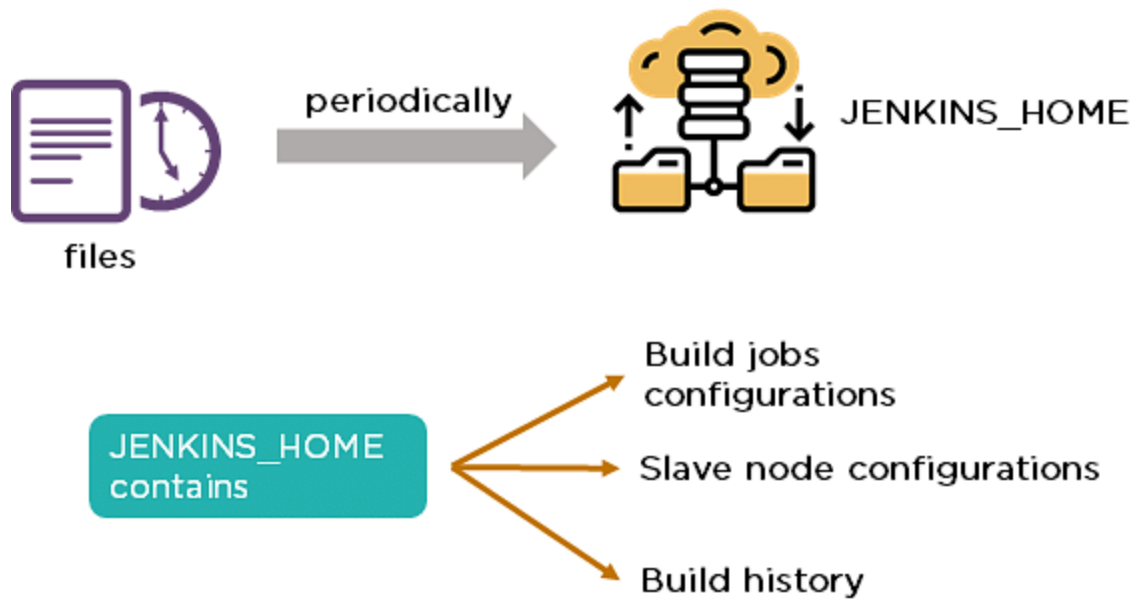 periodically
JENKINS_HOME
files
Build jobs
configurations
JENKINS_HOME
contains
Slave node configurations
Build history